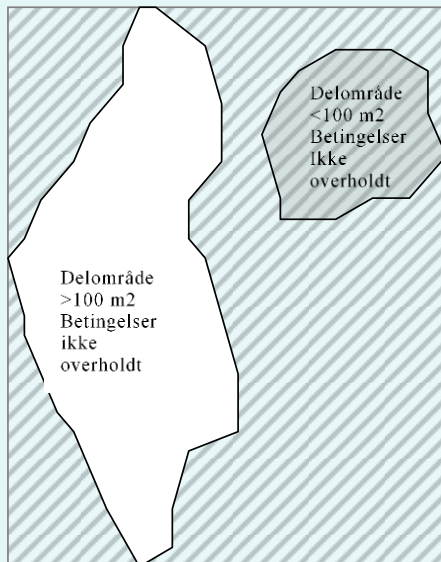 Delområde
<100 m2
Betingelser
Ikke
overholdt
Delområde
>100 m2
Betingelser
ikke
overholdt